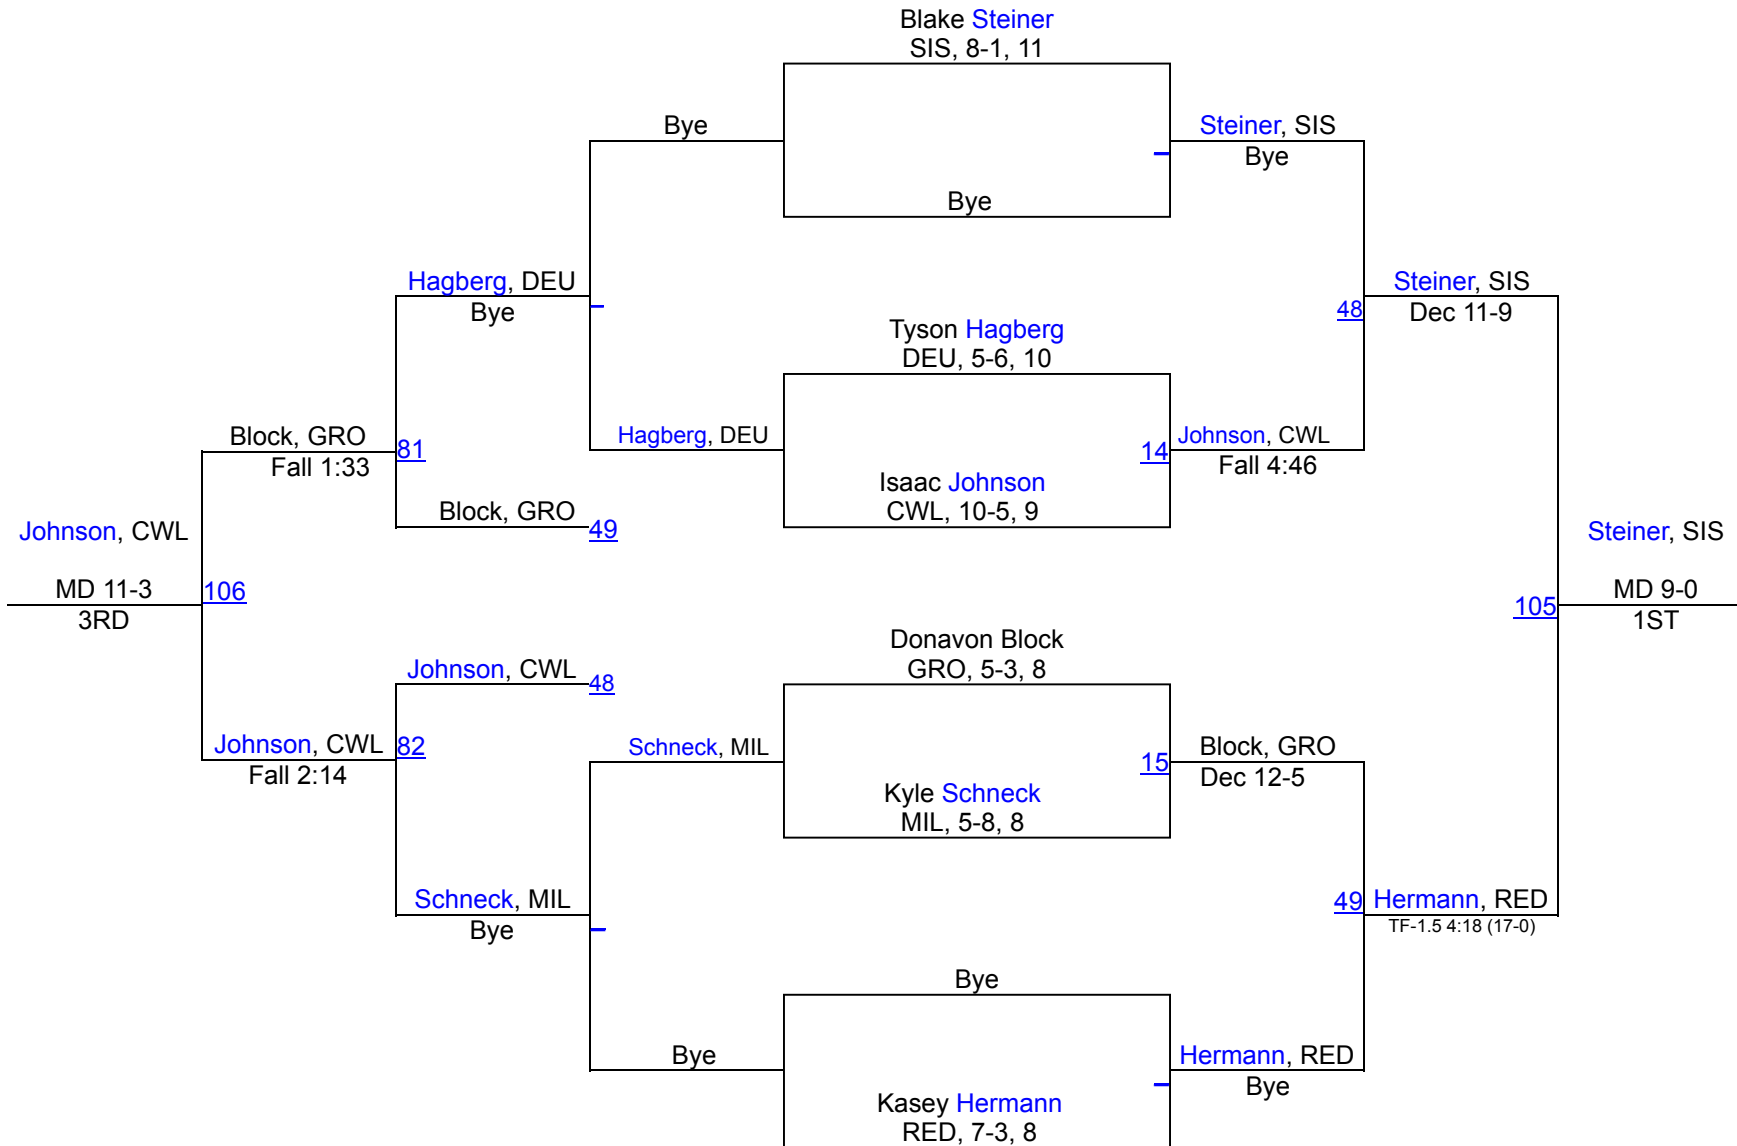 Blake Steiner
SIS, 8-1, 11
Bye
Steiner, SIS
Bye
Bye
Hagberg, DEU
Bye
Steiner, SIS
48
Dec 11-9
Tyson Hagberg
DEU, 5-6, 10
Block, GRO
81
Fall 1:33
Hagberg, DEU
14
Johnson, CWL
Fall 4:46
Isaac Johnson
CWL, 10-5, 9
Block, GRO
49
Johnson, CWL
Steiner, SIS
MD 11-3
106
3RD
105
MD 9-0
1ST
Donavon Block
GRO, 5-3, 8
Johnson, CWL
48
Johnson, CWL
82
Fall 2:14
Schneck, MIL
15
Block, GRO
Dec 12-5
Kyle Schneck
MIL, 5-8, 8
Schneck, MIL
Bye
49
Hermann, RED
TF-1.5 4:18 (17-0)
Bye
Bye
Hermann, RED
Bye
Kasey Hermann
RED, 7-3, 8